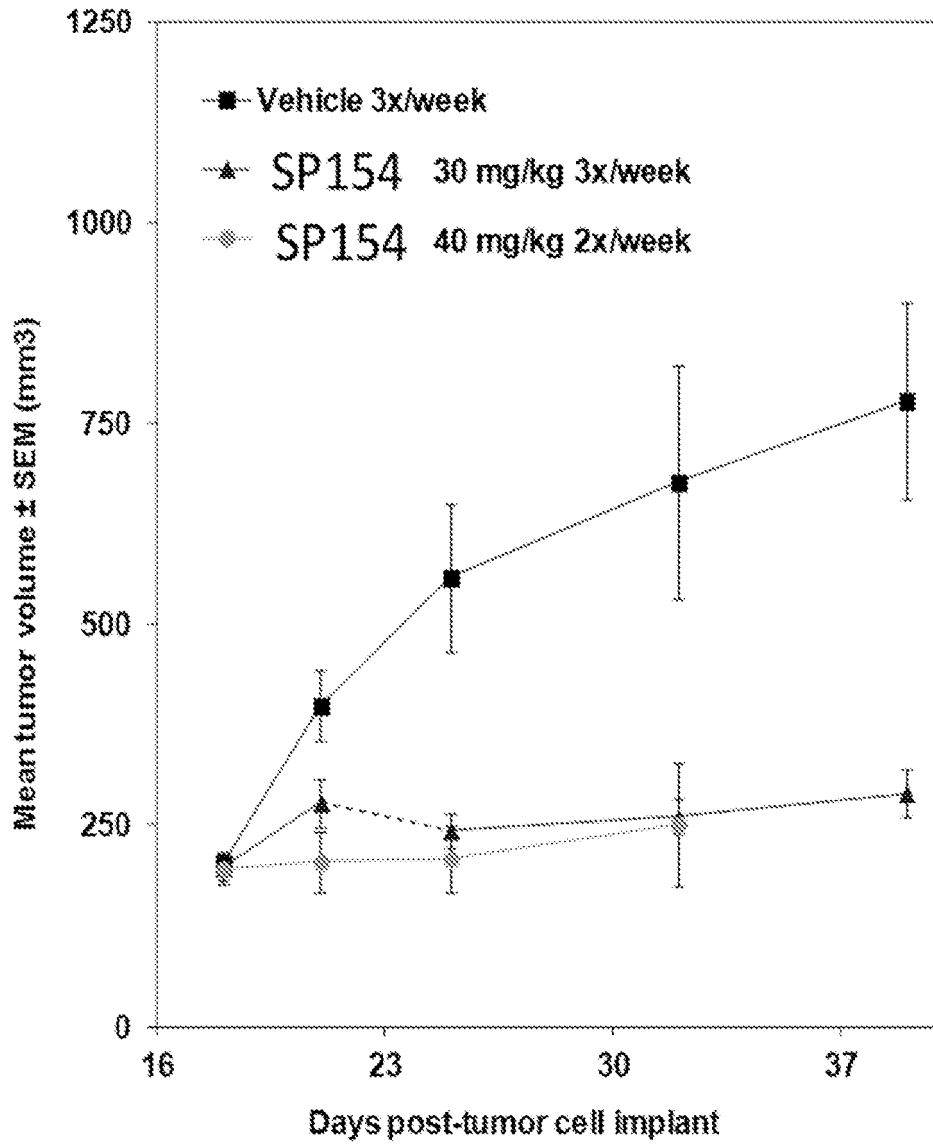 1250
Vehicle 3x/week
SP154 30 mg/kg 3x/week
1000
SP154 40 mg/kg 2x/week
750
500
250
0
Mean tumor volume ± SEM (mm3)
16 23 30 37
Days post-tumor cell implant